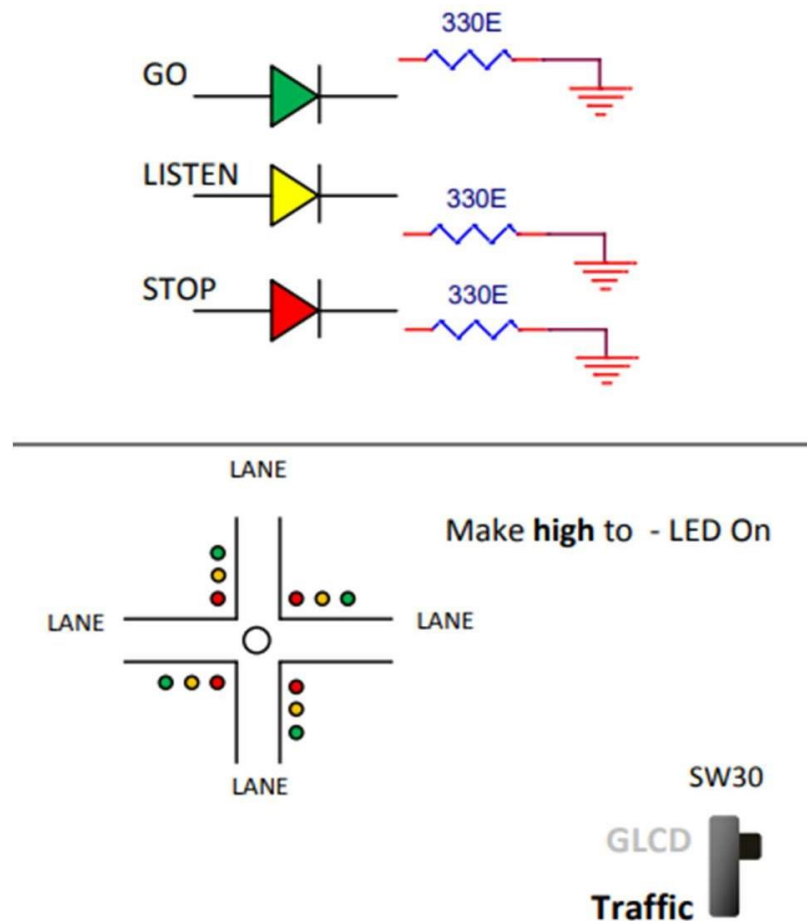 330E
GO
LISTEN
330E
STOP
330E
LANE
Make high to - LED On
LANE
LANE
LANE
SW30
GLCD
Traffic